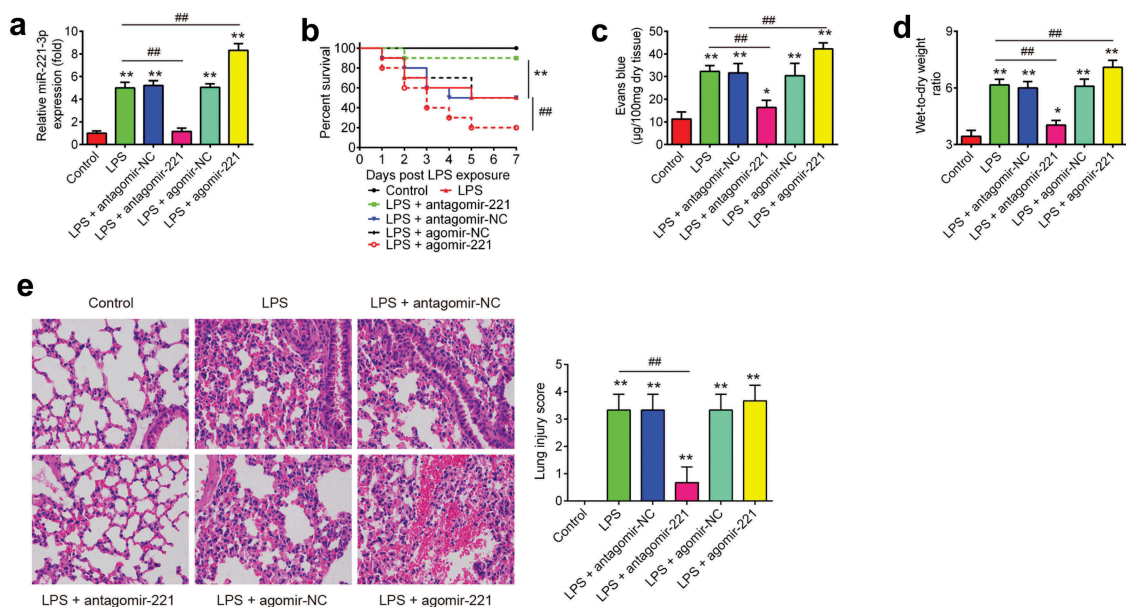 a
Relative miR-221-3p
expression (fold)
10
8
6
4
2
0
##
##
**
**
**
**
Control
LPS
LPS + antagomir-NC
LPS + antagomir-221
LPS + agomir-NC
LPS + agomir-221
b
Percent survival
100
80
60
40
20
0
1
2
3
4
5
6
7
**
##
Days post LPS exposure
Control
LPS
LPS + antagomir-221
LPS + antagomir-NC
LPS + agomir-NC
LPS + agomir-221
c
Evans blue
(µg/100mg dry tissue)
50
40
30
20
10
0
##
##
**
**
*
**
**
Control
LPS
LPS + antagomir-NC
LPS + antagomir-221
LPS + agomir-NC
LPS + agomir-221
d
Wet-to-dry weight
ratio
9
6
3
##
##
**
**
*
**
**
Control
LPS
LPS + antagomir-NC
LPS + antagomir-221
LPS + agomir-NC
LPS + agomir-221
e
Control
LPS
LPS + antagomir-NC
LPS + antagomir-221
LPS + agomir-NC
LPS + agomir-221
Lung injury score
5
4
3
2
1
0
##
**
**
**
**
**
Control
LPS
LPS + antagomir-NC
LPS + antagomir-221
LPS + agomir-NC
LPS + agomir-221